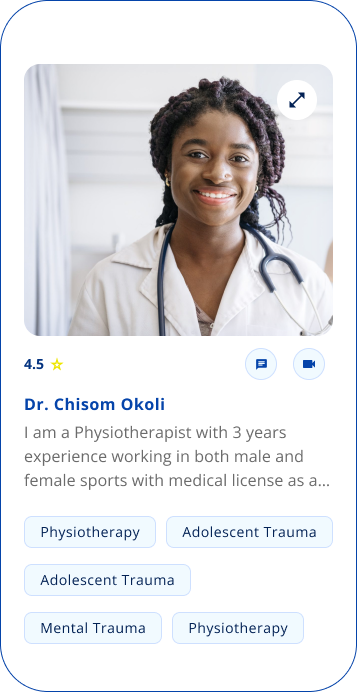 4.5
Dr. Chisom Okoli
I am a Physiotherapist with 3 years
experience working in both male and
female sports with medical license as a...
Physiotherapy Adolescent Trauma
Adolescent Trauma
Mental Trauma Physiotherapy